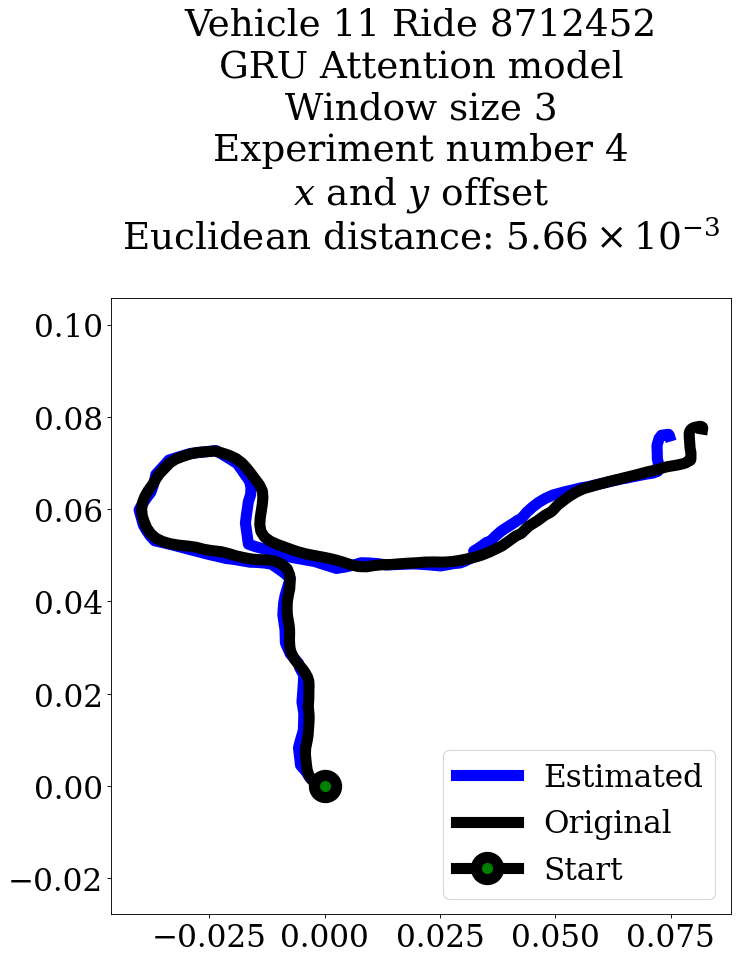 Vehicle 11 Ride 8712452
GRU Attention model
Window size 3
Experiment number 4
x and y offset
Euclidean distance: 5.66 × 10⁻³
0.10
0.08
0.06
0.04
0.02
0.00
−0.02
−0.025 0.000 0.025 0.050 0.075
Estimated
Original
Start